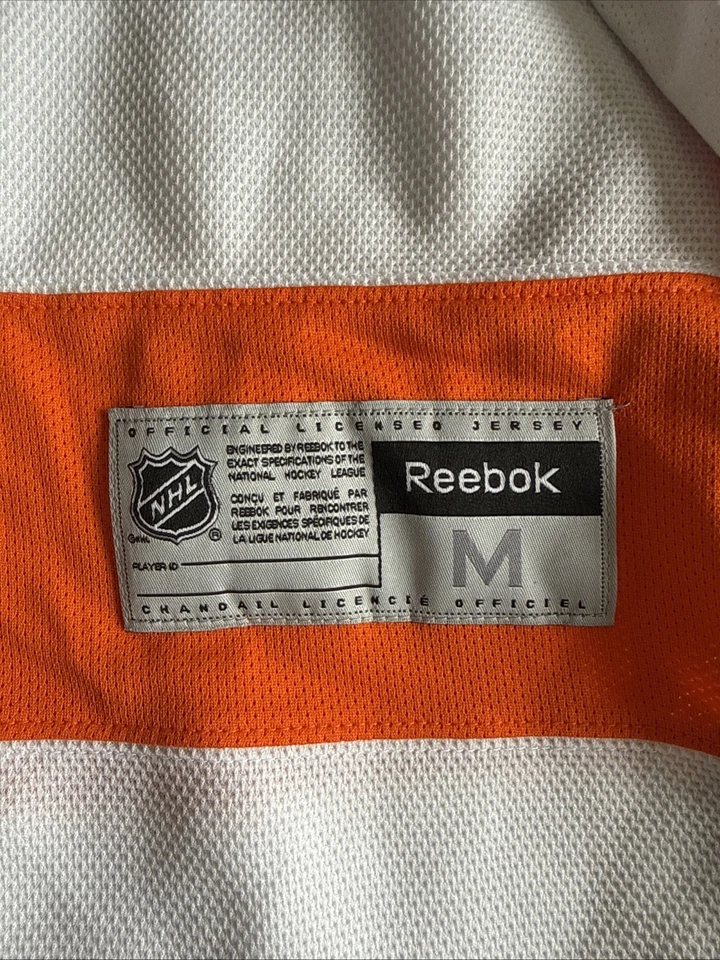 OFFICIAL LICENSED JERSEY
NHL
®
ENGINEERED BY REEBOK TO THE
EXACT SPECIFICATIONS OF THE
NATIONAL HOCKEY LEAGUE
CONÇU ET FABRIQUÉ PAR
REEBOK POUR RENCONTRER
LES EXIGENCES SPÉCIFIQUES DE
LA LIGUE NATIONAL DE HOCKEY
©NHL
PLAYER ID
Reebok
M
CHANDAIL LICENCIÉ OFFICIEL